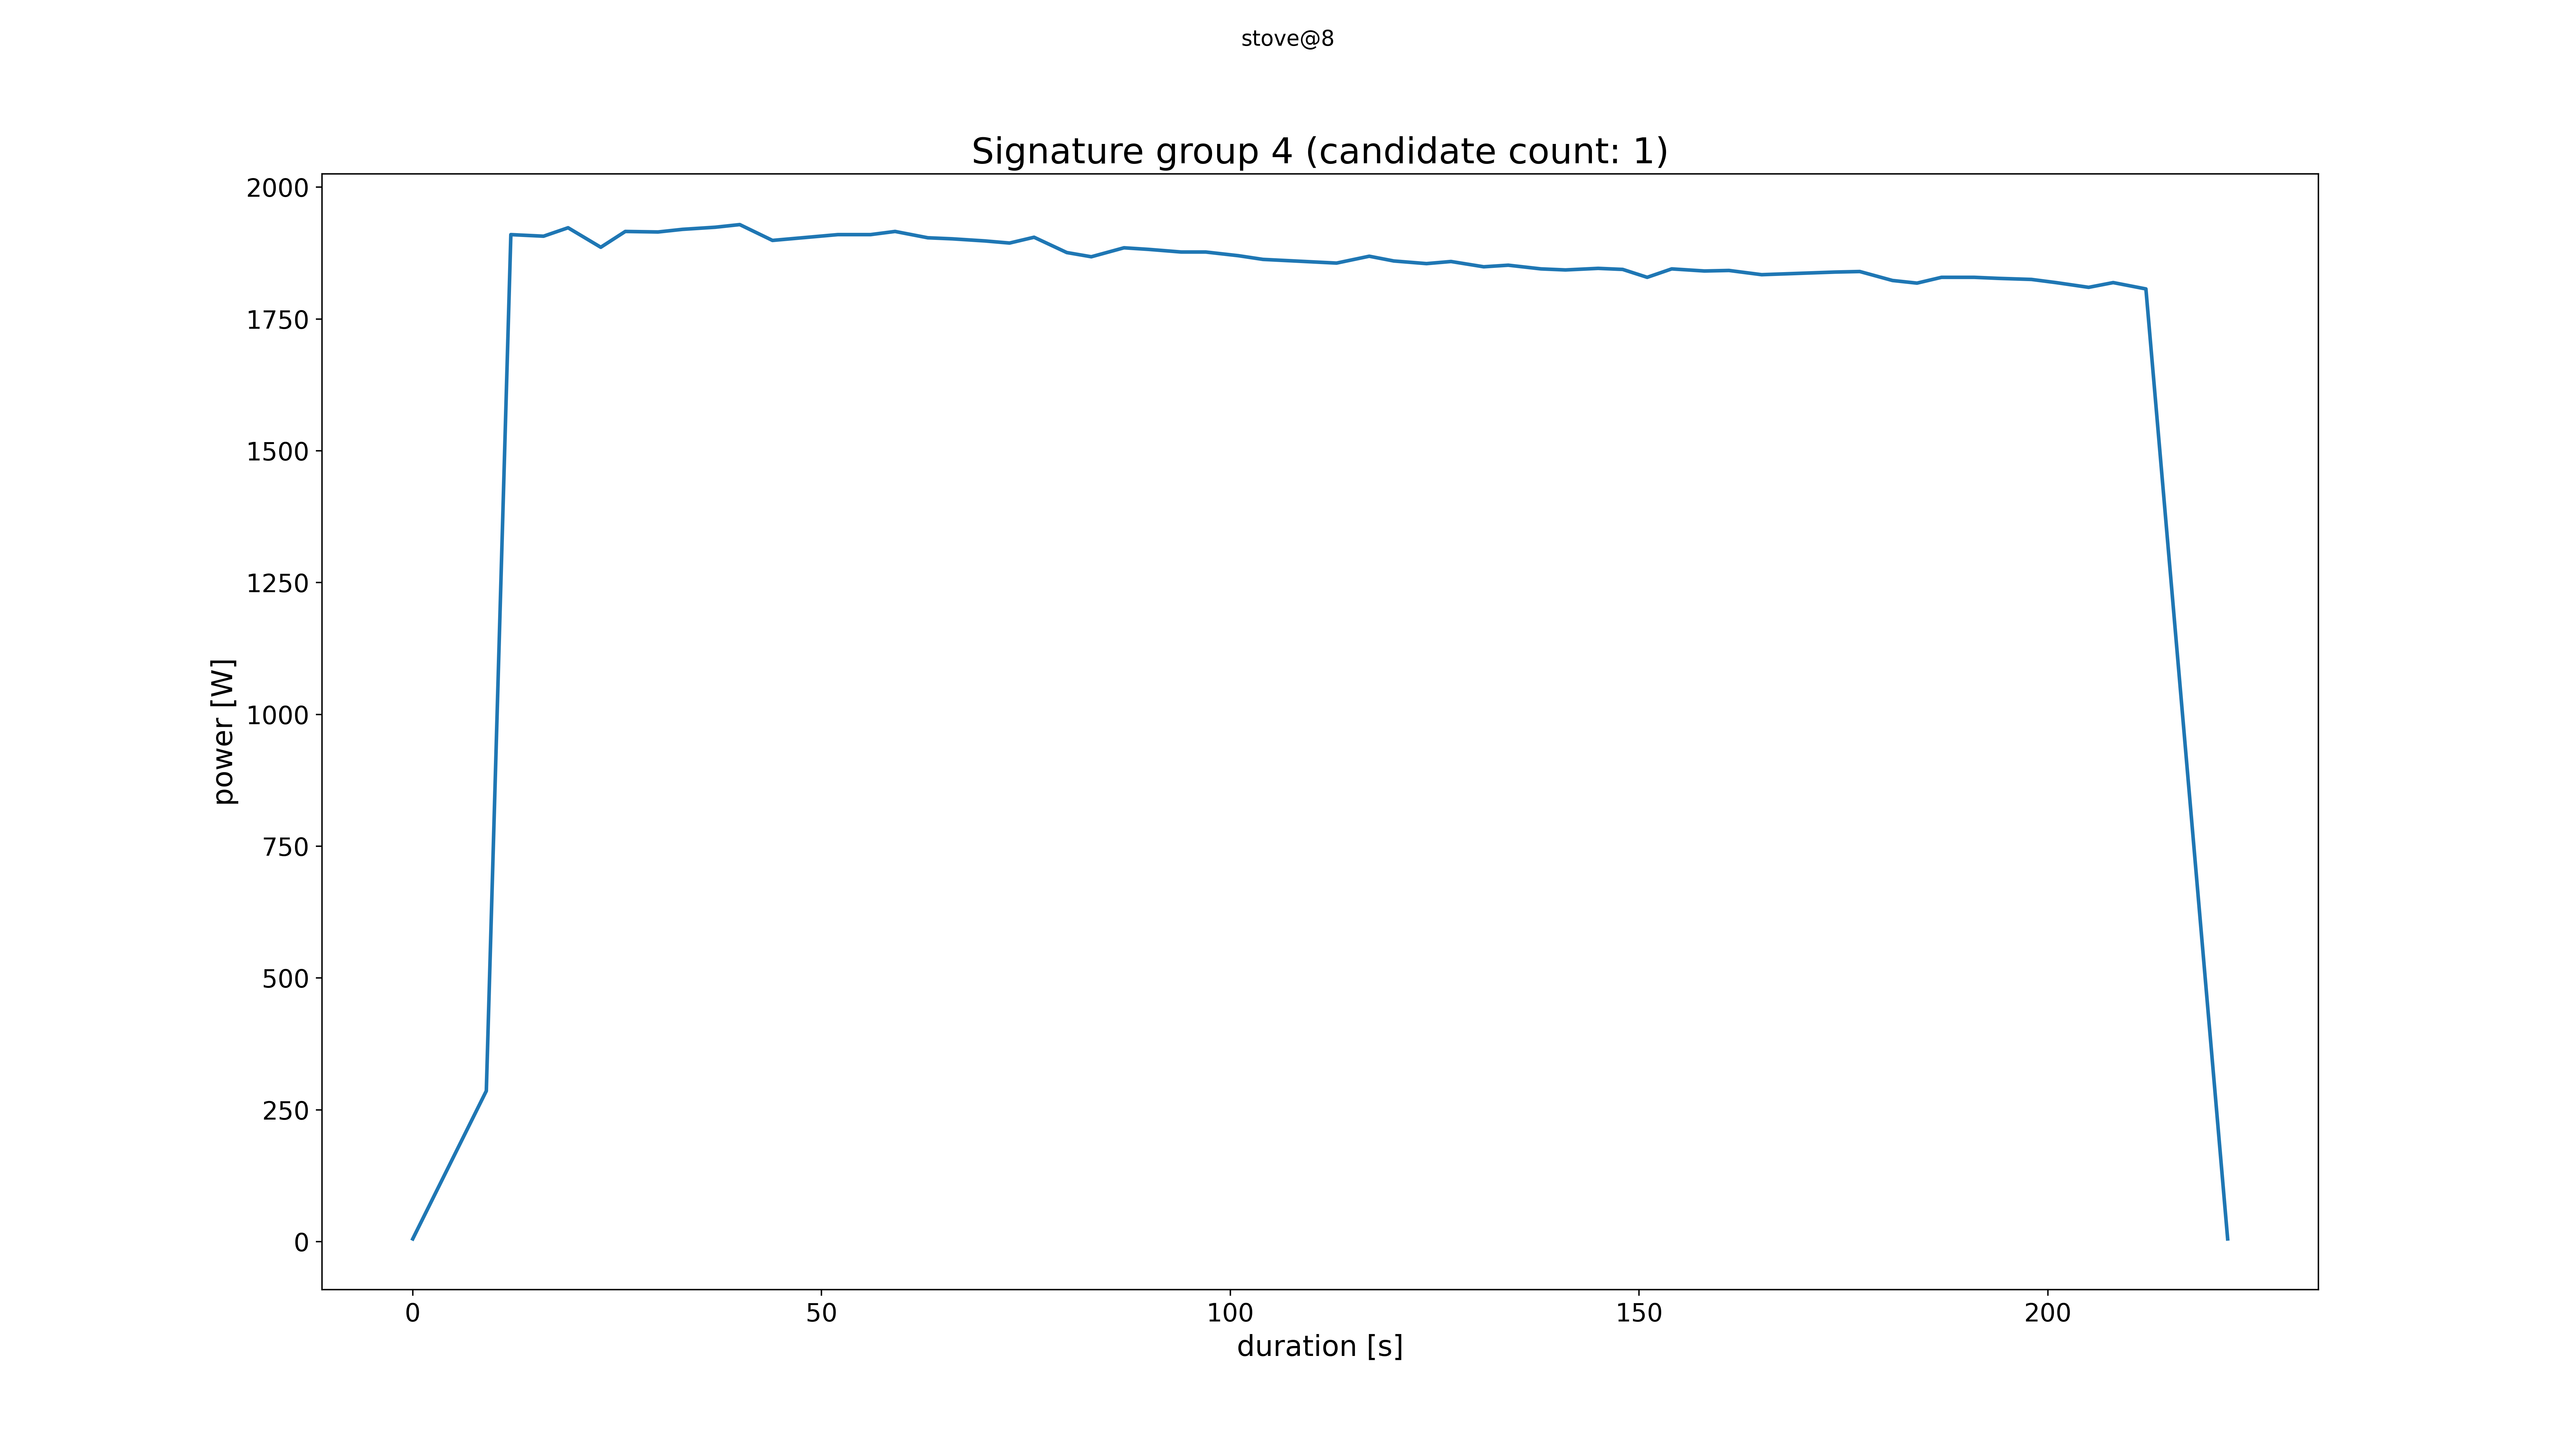 stove@8
Signature group 4 (candidate count: 1)
2000
1750
1500
1250
1000
750
500
250
0
power [W]
0 50 100 150 200
duration [s]